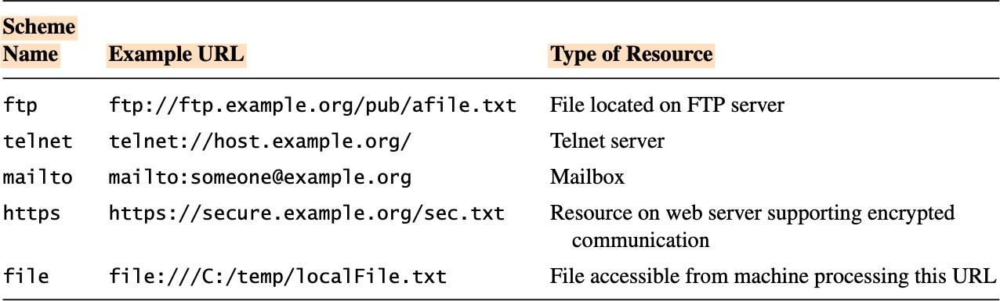 Scheme
Name Example URL Type of Resource
ftp ftp://ftp.example.org/pub/afile.txt File located on FTP server
telnet telnet://host.example.org/ Telnet server
mailto mailto:someone@example.org Mailbox
https https://secure.example.org/sec.txt Resource on web server supporting encrypted
communication
file file:///C:/temp/localFile.txt File accessible from machine processing this URL